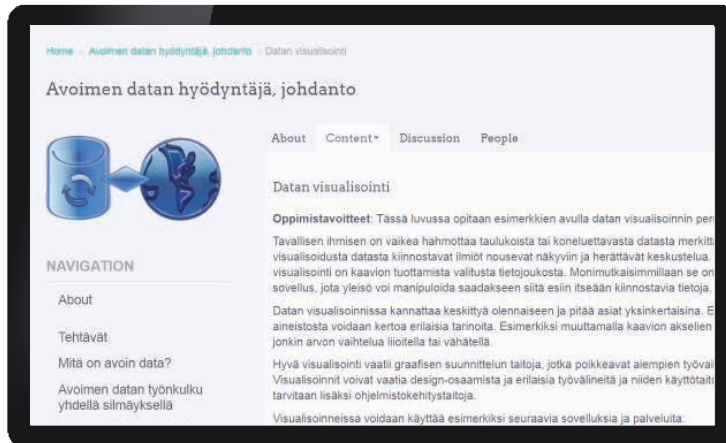 Home › Avoimen datan hyödyntäjä, johdanto › Datan visualisointi
Avoimen datan hyödyntäjä, johdanto
About Content Discussion People
Datan visualisointi
Oppimistavoitteet: Tässä luvussa opitaan esimerkkien avulla datan visualisoinnin peru
Tavallisen ihmisen on vaikea hahmottaa taulukoista tai koneluettavasta datasta merkittä
visualisoidusta datasta kiinnostavat ilmiöt nousevat näkyviin ja herättävät keskustelua.
visualisointi on kaavion tuottamista valitusta tietojoukosta. Monimutkaisimmillaan se on
sovellus, jota yleisö voi manipuloida saadakseen siitä esiin itseään kiinnostavia tietoja.
Datan visualisoinnissa kannattaa keskittyä olennaiseen ja pitää asiat yksinkertaisina. E
aineistosta voidaan kertoa erilaisia tarinoita. Esimerkiksi muuttamalla kaavion akselien
jonkin arvon vaihtelua liioitella tai vähätellä.
Hyvä visualisointi vaatii graafisen suunnittelun taitoja, jotka poikkeavat aiempien työvai
Visualisoinnit voivat vaatia design-osaamista ja erilaisia työvälineitä ja niiden käyttötaito
tarvitaan lisäksi ohjelmistokehitystaitoja.
Visualisoinneissa voidaan käyttää esimerkiksi seuraavia sovelluksia ja palveluita:
NAVIGATION
About
Tehtävät
Mitä on avoin data?
Avoimen datan työnkulku
yhdellä silmäyksellä